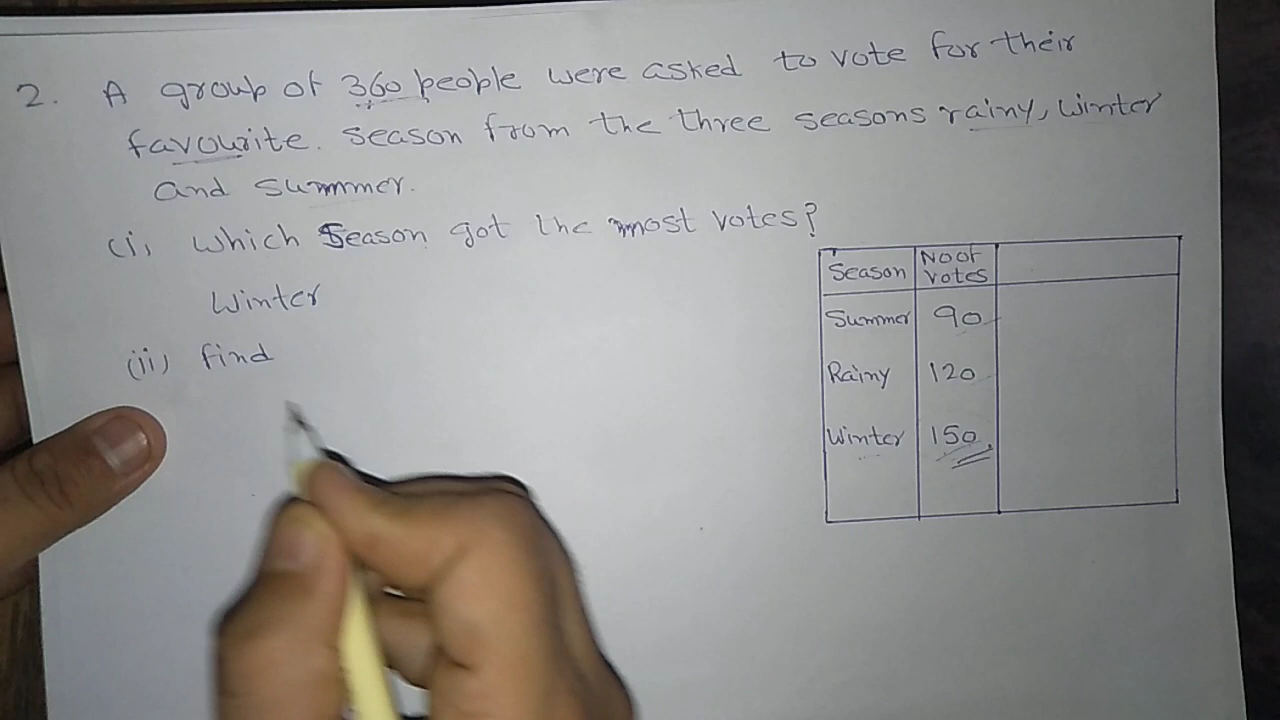 2. A group of 360 people were asked to vote for their
favourite. season from the three seasons rainy, winter
and summer.
(i) which Season got the most votes?
Winter
(ii) find
Season No of votes
Summer 90
Rainy 120
Winter 150